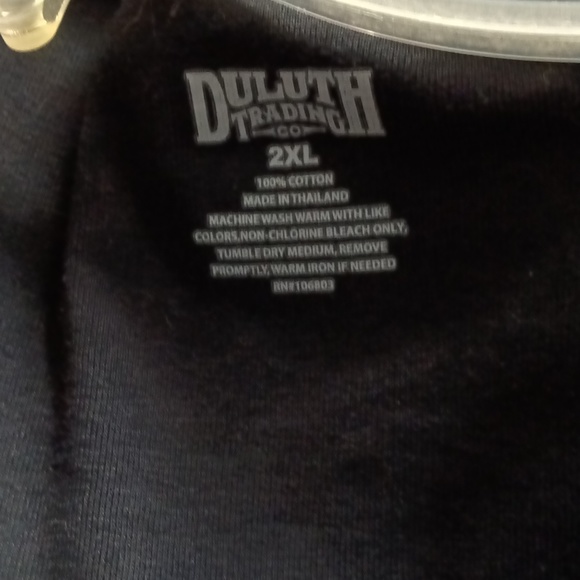 DULUTH
TRADING
CO
2XL
100% COTTON
MADE IN THAILAND
MACHINE WASH WARM WITH LIKE
COLORS,NON-CHLORINE BLEACH ONLY,
TUMBLE DRY MEDIUM, REMOVE
PROMPTLY, WARM IRON IF NEEDED
RN#106803